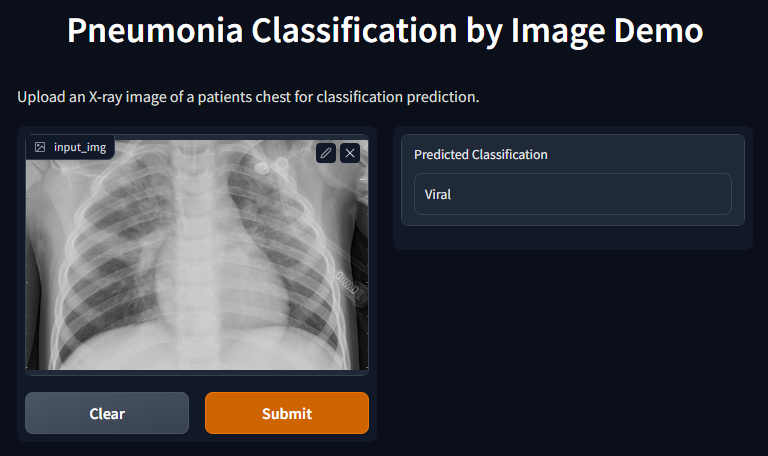 Pneumonia Classification by Image Demo
Upload an X-ray image of a patients chest for classification prediction.
input_img
Predicted Classification
Viral
Clear
Submit